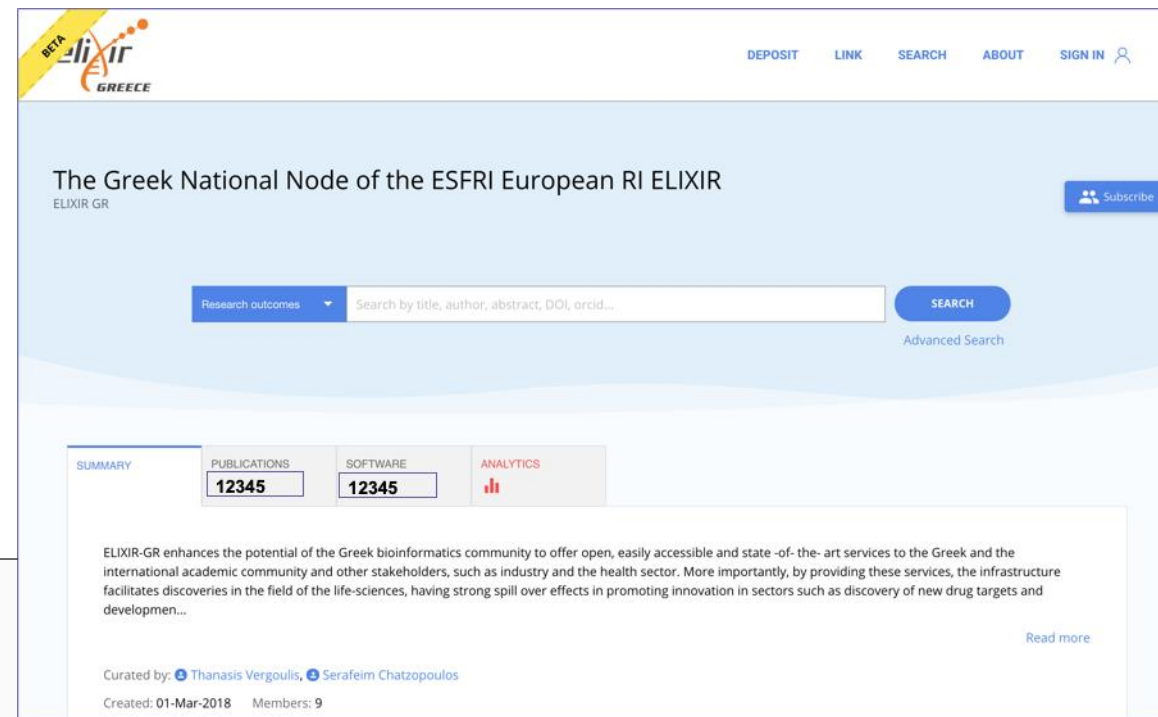 BETA
elixir
GREECE
DEPOSIT LINK SEARCH ABOUT SIGN IN
The Greek National Node of the ESFRI European RI ELIXIR
ELIXIR GR
Subscribe
Research outcomes Search by title, author, abstract, DOI, orcid... SEARCH
Advanced Search
SUMMARY PUBLICATIONS SOFTWARE ANALYTICS
12345 12345
ELIXIR-GR enhances the potential of the Greek bioinformatics community to offer open, easily accessible and state -of- the- art services to the Greek and the
international academic community and other stakeholders, such as industry and the health sector. More importantly, by providing these services, the infrastructure
facilitates discoveries in the field of the life-sciences, having strong spill over effects in promoting innovation in sectors such as discovery of new drug targets and
developmen...
Read more
Curated by: Thanasis Vergoulis, Serafeim Chatzopoulos
Created: 01-Mar-2018 Members: 9